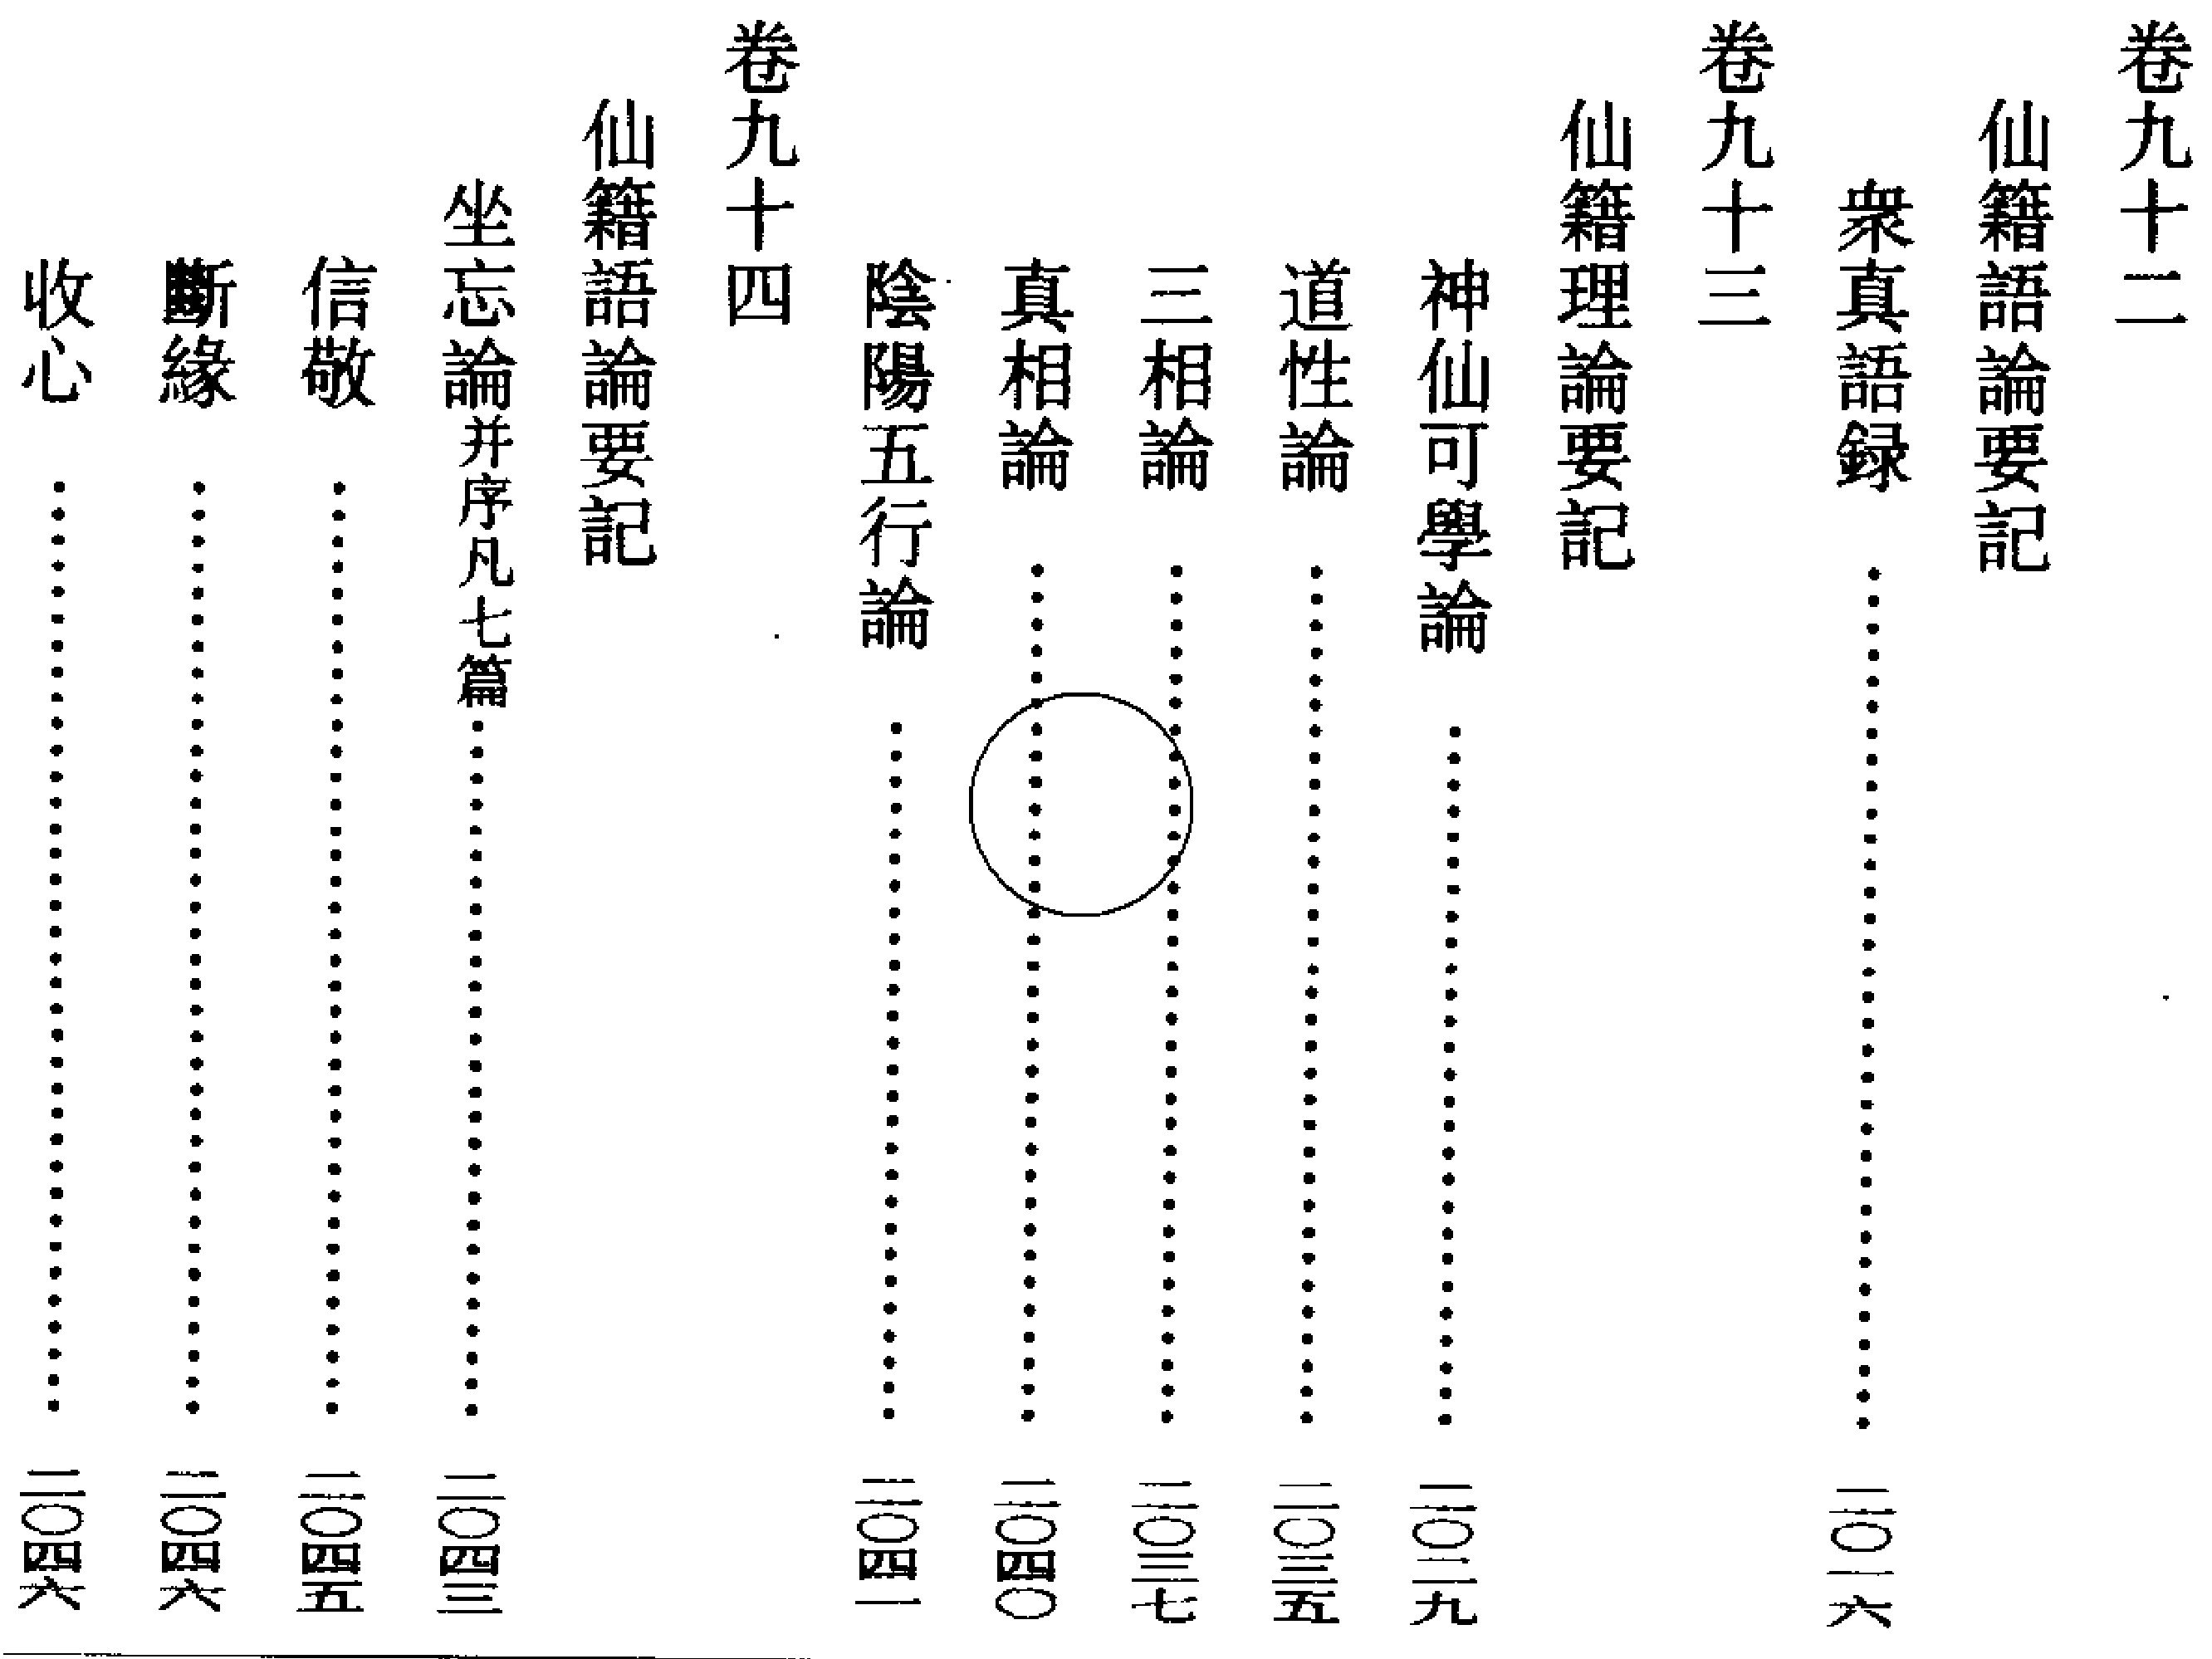 卷九十二
仙籍語論要記
衆真語録……二〇一六
卷九十三
仙籍理論要記
神仙可學論……二〇二九
道性論……二〇三五
三相論……二〇三七
真相論……二〇四〇
陰陽五行論……二〇四一
卷九十四
仙籍語論要記
坐忘論并序凡七篇……二〇四三
信敬……二〇四五
斷緣……二〇四六
收心……二〇四六